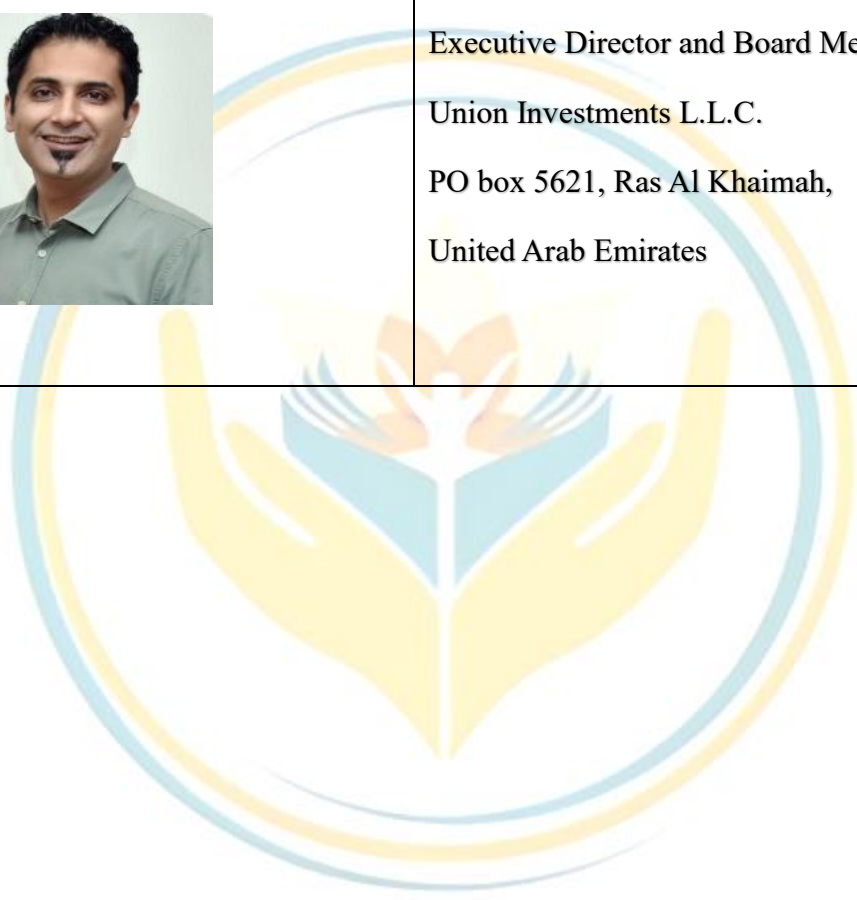 Executive Director and Board Me
Union Investments L.L.C.
PO box 5621, Ras Al Khaimah,
United Arab Emirates